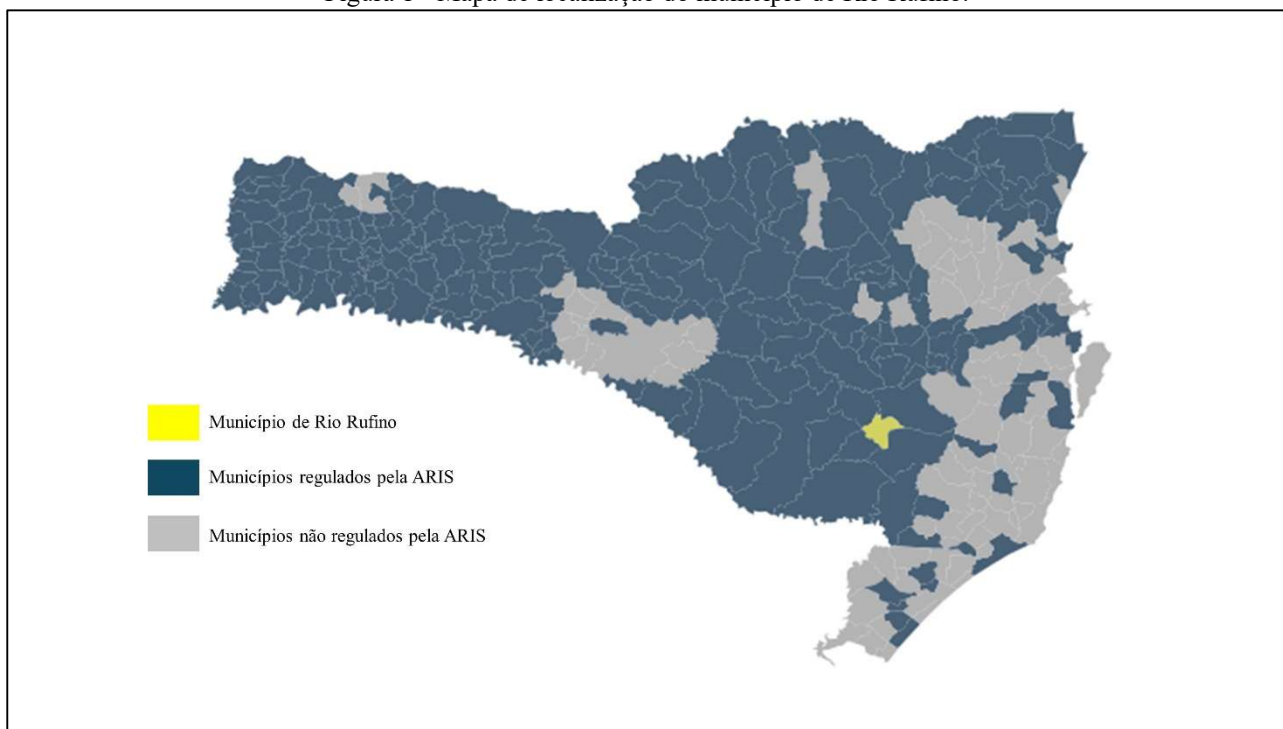 Município de Rio Rufino
Municípios regulados pela ARIS
Municípios não regulados pela ARIS